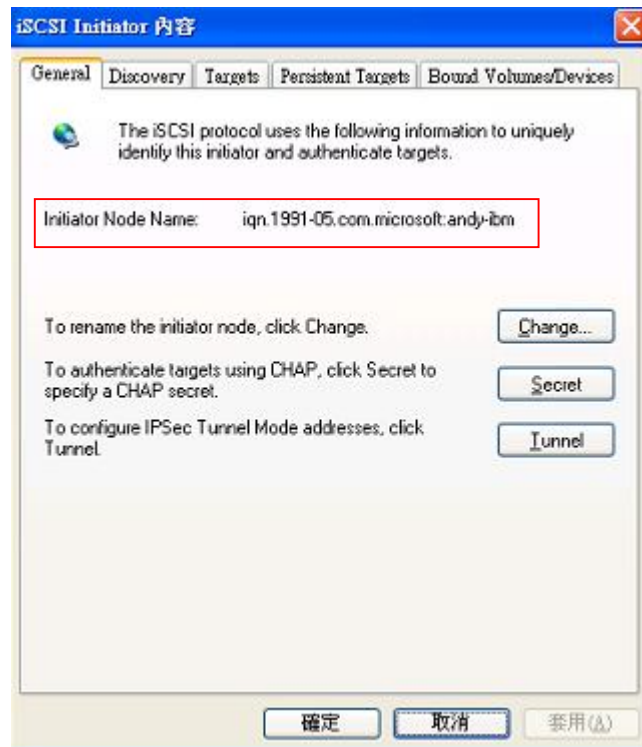 iSCSI Initiator 內容
General Discovery Targets Persistent Targets Bound Volumes/Devices
The iSCSI protocol uses the following information to uniquely
identify this initiator and authenticate targets.
Initiator Node Name: iqn.1991-05.com.microsoft:andy-ibm
To rename the initiator node, click Change.
Change...
To authenticate targets using CHAP, click Secret to
specify a CHAP secret.
Secret
To configure IPSec Tunnel Mode addresses, click
Tunnel.
Tunnel
確定 取消 套用(A)